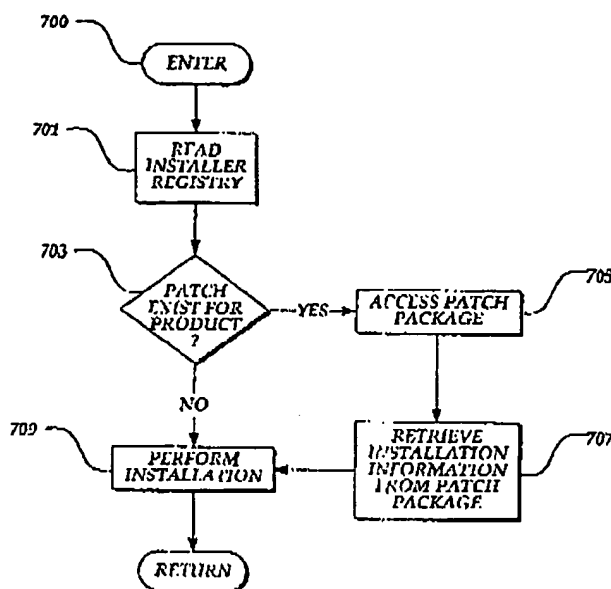 700
ENTER
701
READ
INSTALLER
REGISTRY
703
PATCH
EXIST FOR
PRODUCT
?
YES
705
ACCESS PATCH
PACKAGE
NO
709
PERFORM
INSTALLATION
707
RETRIEVE
INSTALLATION
INFORMATION
FROM PATCH
PACKAGE
RETURN